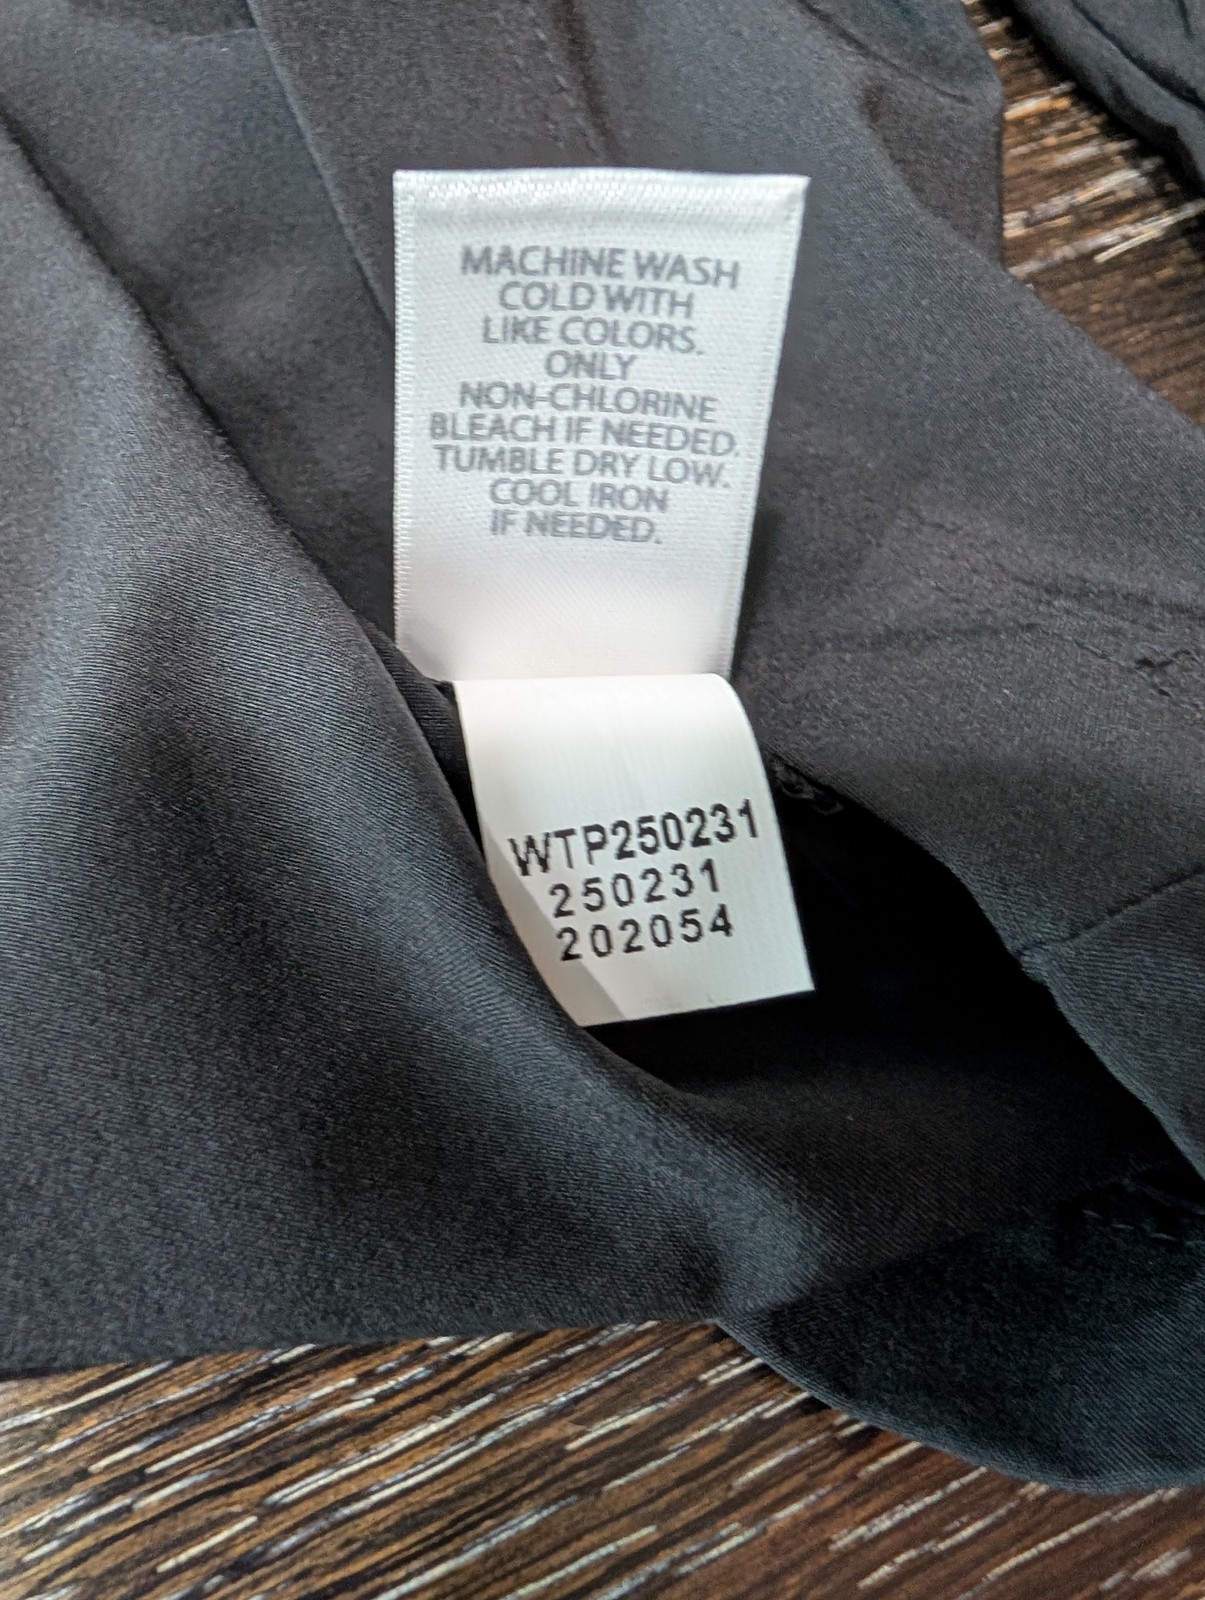 MACHINE WASH
COLD WITH
LIKE COLORS.
ONLY
NON-CHLORINE
BLEACH IF NEEDED.
TUMBLE DRY LOW.
COOL IRON
IF NEEDED.
WTP250231
250231
202054